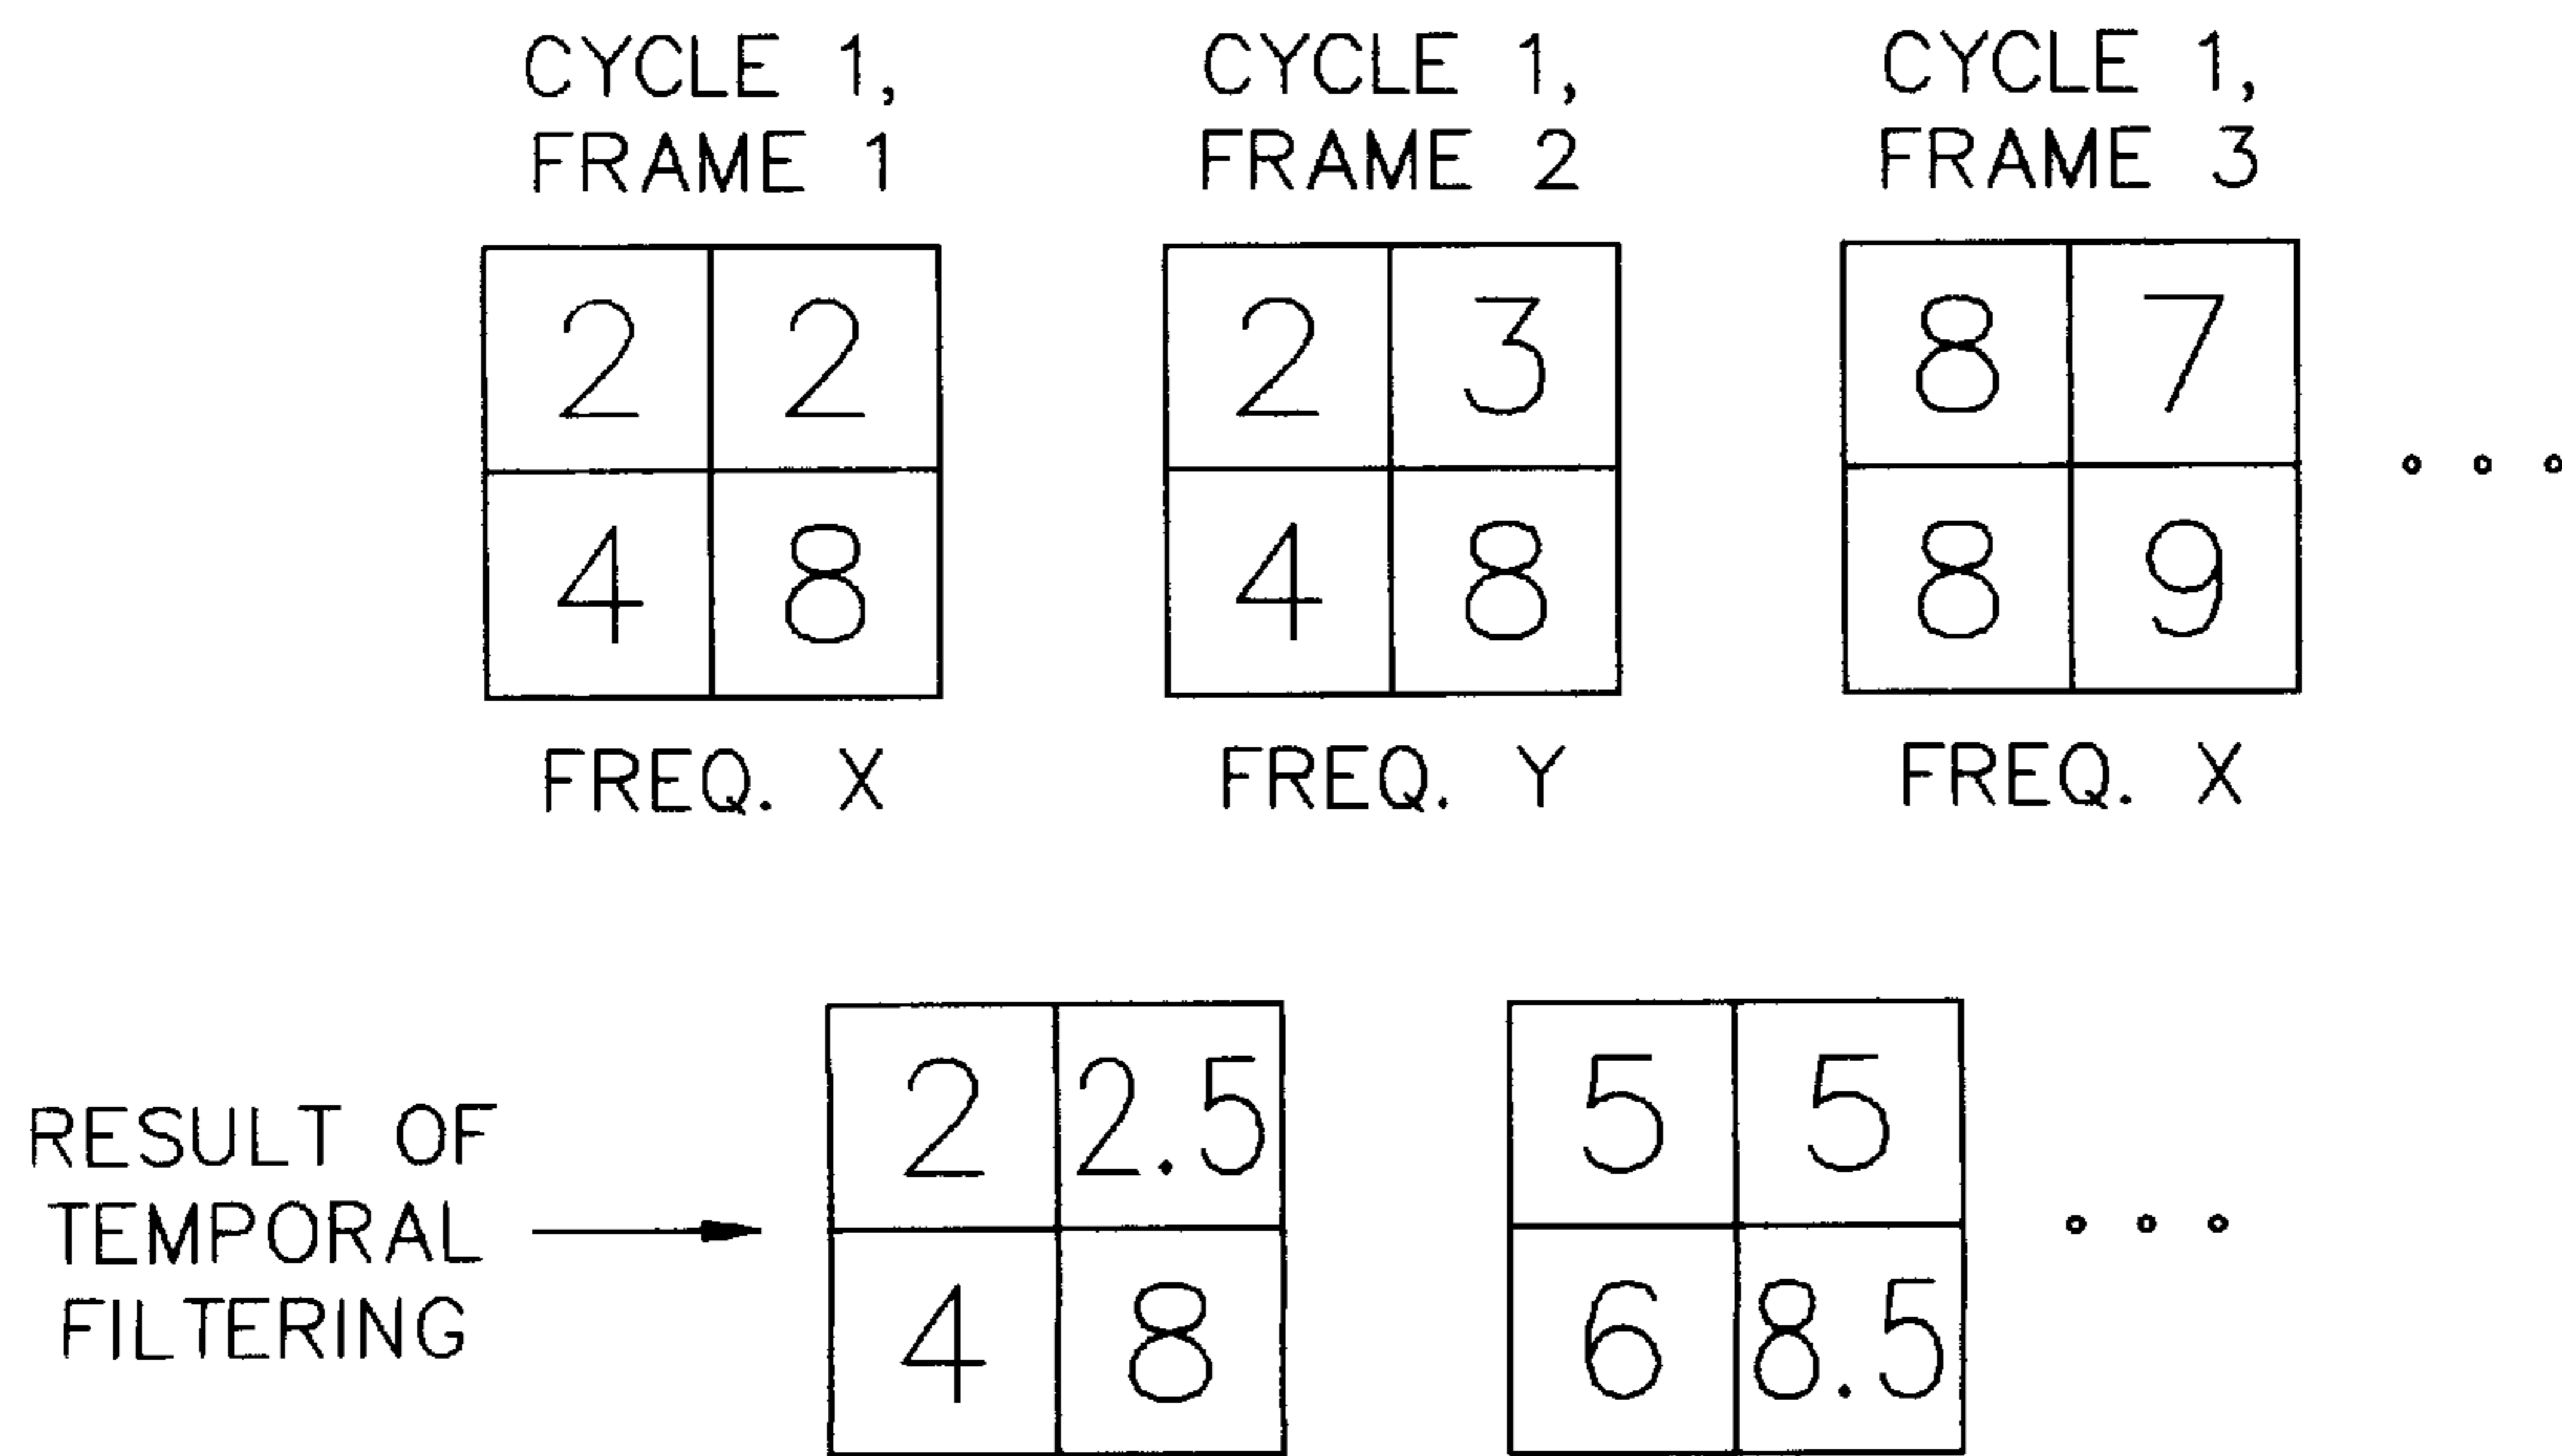 CYCLE 1,
FRAME 1
CYCLE 1,
FRAME 2
CYCLE 1,
FRAME 3
2 2
4 8
2 3
4 8
8 7
8 9
FREQ. X
FREQ. Y
FREQ. X
RESULT OF
TEMPORAL
FILTERING
2 2.5
4 8
5 5
6 8.5